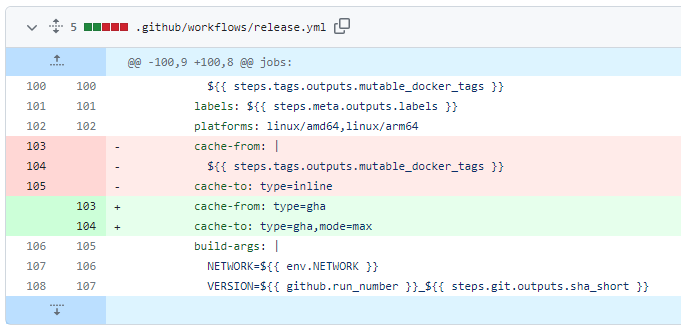 5 .github/workflows/release.yml
@@ -100,9 +100,8 @@ jobs:
100 100 ${{ steps.tags.outputs.mutable_docker_tags }}
101 101 labels: ${{ steps.meta.outputs.labels }}
102 102 platforms: linux/amd64,linux/arm64
103 - cache-from: |
104 - ${{ steps.tags.outputs.mutable_docker_tags }}
105 - cache-to: type=inline
103 + cache-from: type=gha
104 + cache-to: type=gha,mode=max
106 105 build-args: |
107 106 NETWORK=${{ env.NETWORK }}
108 107 VERSION=${{ github.run_number }}_${{ steps.git.outputs.sha_short }}